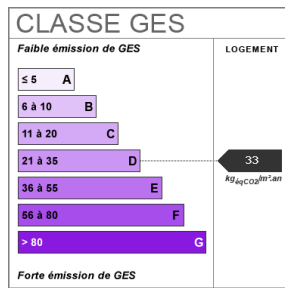 CLASSE GES
Faible émission de GES
LOGEMENT
≤ 5 A
6 à 10 B
11 à 20 C
21 à 35 D
33
kgéqCO2/m².an
36 à 55 E
56 à 80 F
> 80 G
Forte émission de GES